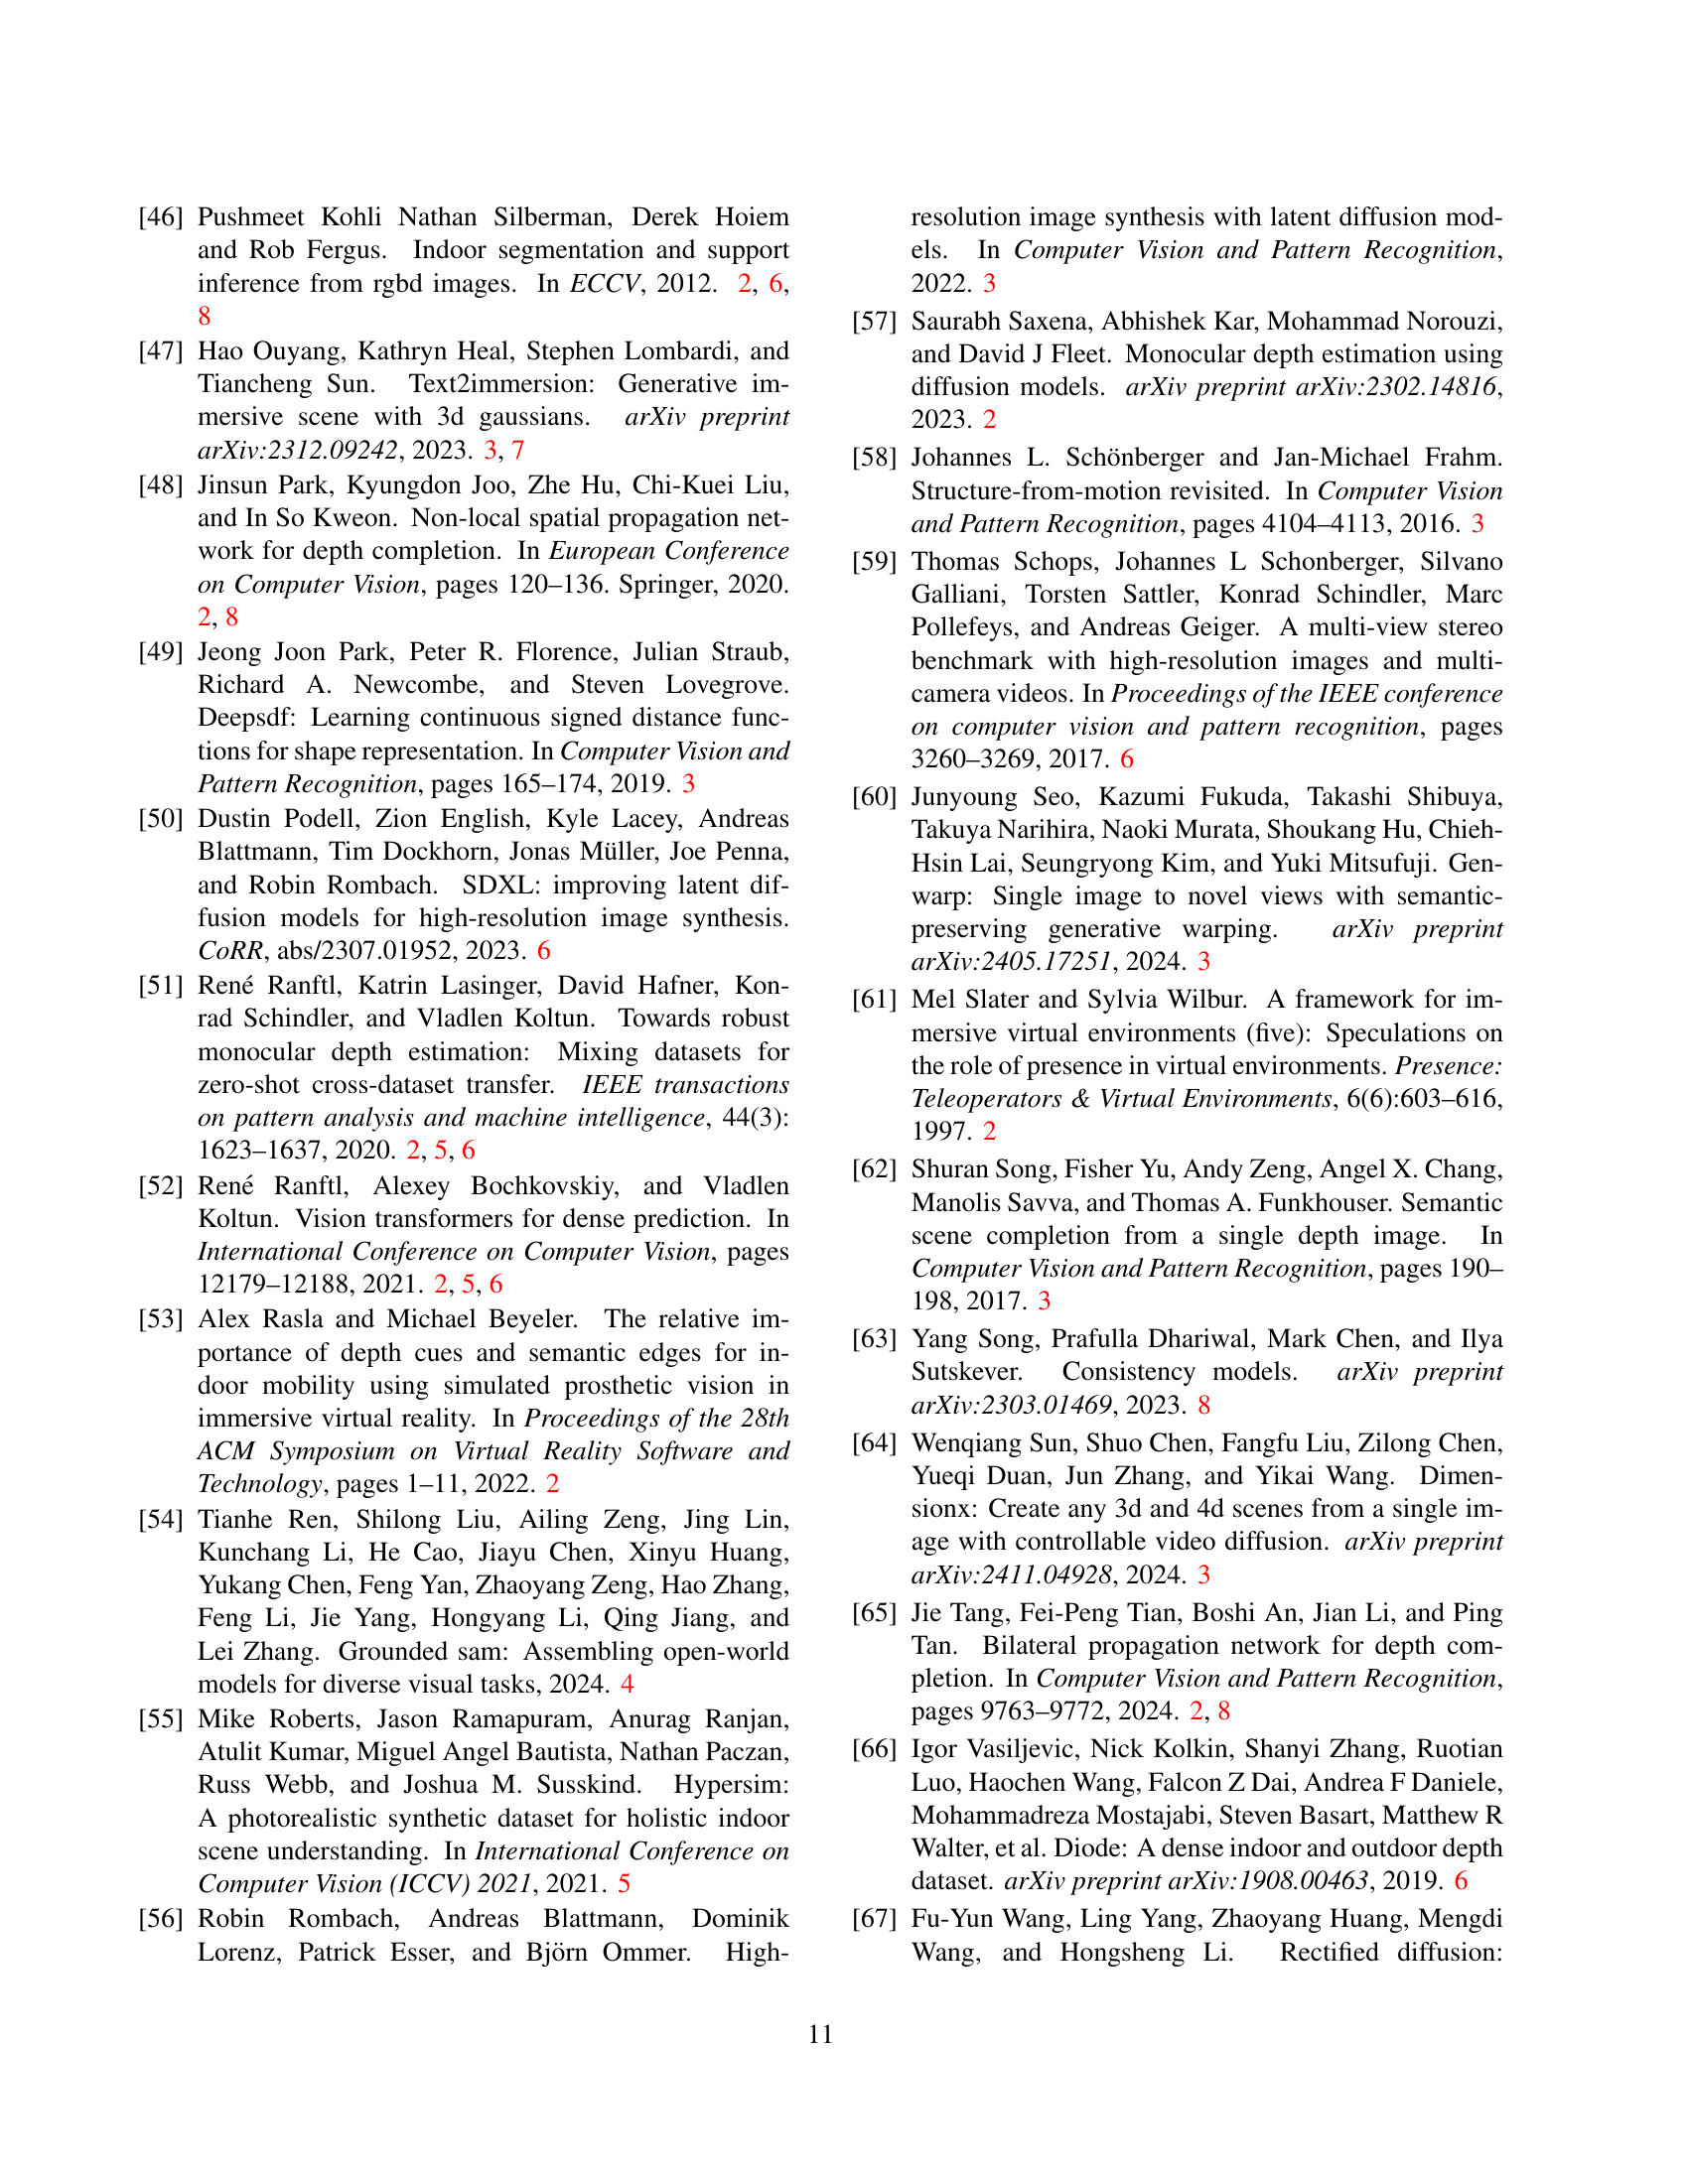 [46] Pushmeet Kohli Nathan Silberman, Derek Hoiem
and Rob Fergus. Indoor segmentation and support
inference from rgbd images. In ECCV, 2012. 2, 6,
8
[47] Hao Ouyang, Kathryn Heal, Stephen Lombardi, and
Tiancheng Sun. Text2immersion: Generative im-
mersive scene with 3d gaussians. arXiv preprint
arXiv:2312.09242, 2023. 3, 7
[48] Jinsun Park, Kyungdon Joo, Zhe Hu, Chi-Kuei Liu,
and In So Kweon. Non-local spatial propagation net-
work for depth completion. In European Conference
on Computer Vision, pages 120–136. Springer, 2020.
2, 8
[49] Jeong Joon Park, Peter R. Florence, Julian Straub,
Richard A. Newcombe, and Steven Lovegrove.
Deepsdf: Learning continuous signed distance func-
tions for shape representation. In Computer Vision and
Pattern Recognition, pages 165–174, 2019. 3
[50] Dustin Podell, Zion English, Kyle Lacey, Andreas
Blattmann, Tim Dockhorn, Jonas Müller, Joe Penna,
and Robin Rombach. SDXL: improving latent dif-
fusion models for high-resolution image synthesis.
CoRR, abs/2307.01952, 2023. 6
[51] René Ranftl, Katrin Lasinger, David Hafner, Kon-
rad Schindler, and Vladlen Koltun. Towards robust
monocular depth estimation: Mixing datasets for
zero-shot cross-dataset transfer. IEEE transactions
on pattern analysis and machine intelligence, 44(3):
1623–1637, 2020. 2, 5, 6
[52] René Ranftl, Alexey Bochkovskiy, and Vladlen
Koltun. Vision transformers for dense prediction. In
International Conference on Computer Vision, pages
12179–12188, 2021. 2, 5, 6
[53] Alex Rasla and Michael Beyeler. The relative im-
portance of depth cues and semantic edges for in-
door mobility using simulated prosthetic vision in
immersive virtual reality. In Proceedings of the 28th
ACM Symposium on Virtual Reality Software and
Technology, pages 1–11, 2022. 2
[54] Tianhe Ren, Shilong Liu, Ailing Zeng, Jing Lin,
Kunchang Li, He Cao, Jiayu Chen, Xinyu Huang,
Yukang Chen, Feng Yan, Zhaoyang Zeng, Hao Zhang,
Feng Li, Jie Yang, Hongyang Li, Qing Jiang, and
Lei Zhang. Grounded sam: Assembling open-world
models for diverse visual tasks, 2024. 4
[55] Mike Roberts, Jason Ramapuram, Anurag Ranjan,
Atulit Kumar, Miguel Angel Bautista, Nathan Paczan,
Russ Webb, and Joshua M. Susskind. Hypersim:
A photorealistic synthetic dataset for holistic indoor
scene understanding. In International Conference on
Computer Vision (ICCV) 2021, 2021. 5
[56] Robin Rombach, Andreas Blattmann, Dominik
Lorenz, Patrick Esser, and Björn Ommer. High-
resolution image synthesis with latent diffusion mod-
els. In Computer Vision and Pattern Recognition,
2022. 3
[57] Saurabh Saxena, Abhishek Kar, Mohammad Norouzi,
and David J Fleet. Monocular depth estimation using
diffusion models. arXiv preprint arXiv:2302.14816,
2023. 2
[58] Johannes L. Schönberger and Jan-Michael Frahm.
Structure-from-motion revisited. In Computer Vision
and Pattern Recognition, pages 4104–4113, 2016. 3
[59] Thomas Schops, Johannes L Schonberger, Silvano
Galliani, Torsten Sattler, Konrad Schindler, Marc
Pollefeys, and Andreas Geiger. A multi-view stereo
benchmark with high-resolution images and multi-
camera videos. In Proceedings of the IEEE conference
on computer vision and pattern recognition, pages
3260–3269, 2017. 6
[60] Junyoung Seo, Kazumi Fukuda, Takashi Shibuya,
Takuya Narihira, Naoki Murata, Shoukang Hu, Chieh-
Hsin Lai, Seungryong Kim, and Yuki Mitsufuji. Gen-
warp: Single image to novel views with semantic-
preserving generative warping. arXiv preprint
arXiv:2405.17251, 2024. 3
[61] Mel Slater and Sylvia Wilbur. A framework for im-
mersive virtual environments (five): Speculations on
the role of presence in virtual environments. Presence:
Teleoperators & Virtual Environments, 6(6):603–616,
1997. 2
[62] Shuran Song, Fisher Yu, Andy Zeng, Angel X. Chang,
Manolis Savva, and Thomas A. Funkhouser. Semantic
scene completion from a single depth image. In
Computer Vision and Pattern Recognition, pages 190–
198, 2017. 3
[63] Yang Song, Prafulla Dhariwal, Mark Chen, and Ilya
Sutskever. Consistency models. arXiv preprint
arXiv:2303.01469, 2023. 8
[64] Wenqiang Sun, Shuo Chen, Fangfu Liu, Zilong Chen,
Yueqi Duan, Jun Zhang, and Yikai Wang. Dimen-
sionx: Create any 3d and 4d scenes from a single im-
age with controllable video diffusion. arXiv preprint
arXiv:2411.04928, 2024. 3
[65] Jie Tang, Fei-Peng Tian, Boshi An, Jian Li, and Ping
Tan. Bilateral propagation network for depth com-
pletion. In Computer Vision and Pattern Recognition,
pages 9763–9772, 2024. 2, 8
[66] Igor Vasiljevic, Nick Kolkin, Shanyi Zhang, Ruotian
Luo, Haochen Wang, Falcon Z Dai, Andrea F Daniele,
Mohammadreza Mostajabi, Steven Basart, Matthew R
Walter, et al. Diode: A dense indoor and outdoor depth
dataset. arXiv preprint arXiv:1908.00463, 2019. 6
[67] Fu-Yun Wang, Ling Yang, Zhaoyang Huang, Mengdi
Wang, and Hongsheng Li. Rectified diffusion:
11